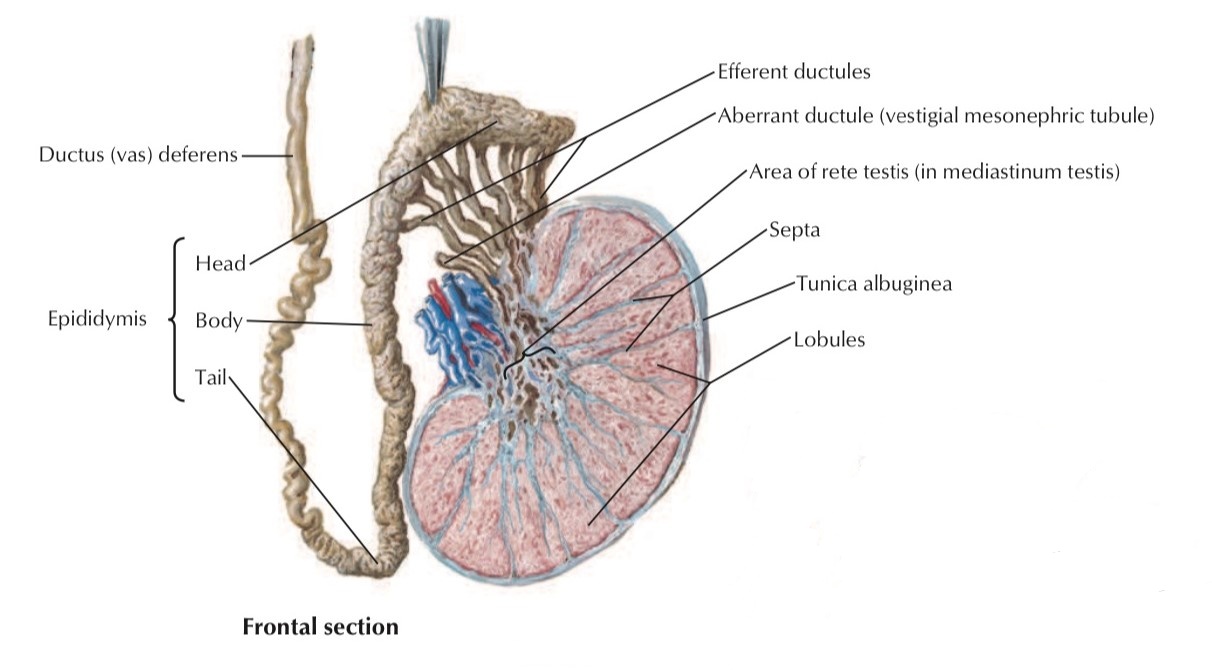 Efferent ductules
Aberrant ductule (vestigial mesonephric tubule)
Ductus (vas) deferens
Area of rete testis (in mediastinum testis)
Septa
Head
Tunica albuginea
Epididymis
Body
Lobules
Tail
Frontal section